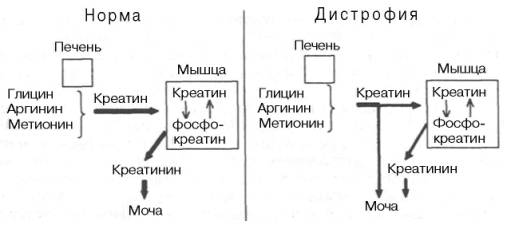 Норма
Печень
Мышца
Глицин
Аргинин
Метионин
Креатин
Креатин
фосфо-
креатин
Креатинин
Моча
Дистрофия
Печень
Мышца
Глицин
Аргинин
Метионин
Креатин
Креатин
Фосфо-
креатин
Креатинин
Моча